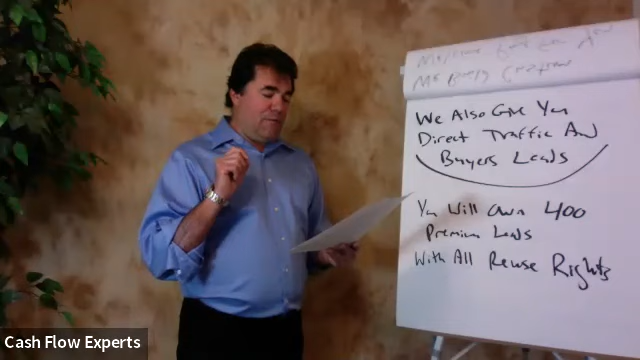 We Also Give You
Direct Traffic And
Buyers Leads
You Will Own 400
Premium Leads
With All Reuse Rights
Cash Flow Experts